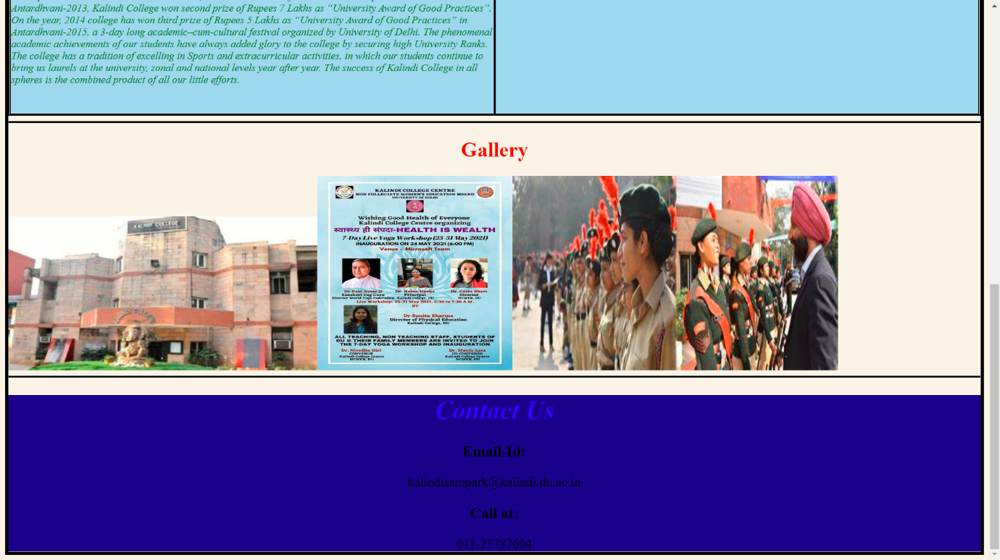 Antardhvani-2013, Kalindi College won second prize of Rupees 7 Lakhs as “University Award of Good Practices”.
On the year, 2014 college has won third prize of Rupees 5 Lakhs as “University Award of Good Practices” in
Antardhvani-2015, a 3-day long academic–cum-cultural festival organized by University of Delhi. The phenomenal
academic achievements of our students have always added glory to the college by securing high University Ranks.
The college has a tradition of excelling in Sports and extracurricular activities, in which our students continue to
bring us laurels at the university, zonal and national levels year after year. The success of Kalindi College in all
spheres is the combined product of all our little efforts.
Gallery
KALINDI COLLEGE
KALINDI COLLEGE CENTRE
NON COLLEGIATE WOMEN'S EDUCATION BOARD
UNIVERSITY OF DELHI
Wishing Good Health of Everyone
Kalindi College Centre organizing
स्वास्थ्य ही संपदा-HEALTH IS WEALTH
7-Day Live Yoga Workshop (25-31 May 2021)
INAUGURATION ON 24 MAY 2021 (6:00 PM)
Venue - Microsoft Team
Dr Ram Avtar Ji
Sanskari Yog Guru
Director World Yoga Federation
Dr. Naina Hasija
Principal
Kalindi College, DU
Dr. Geeta Bhatt
Director
NCWEB, DU
Live Workshop: 25-31 May 2021, 6:30 to 7:30 A.M.
BY
Dr Sunita Sharma
Director of Physical Education
Kalindi College, DU
ALL TEACHING, NON TEACHING STAFF, STUDENTS OF
DU & THEIR FAMILY MEMBERS ARE INVITED TO JOIN
THE 7-DAY YOGA WORKSHOP AND INAUGURATION
Dr. Nivedita Giri
CONVENOR
Kalindi College Centre
NCWEB, DU
Dr. Manju Lata
CO-CONVENOR
Kalindi College Centre
NCWEB, DU
Contact Us
Email-Id:
kalindisampark@kalindi.du.ac.in
Call at:
011-25787604